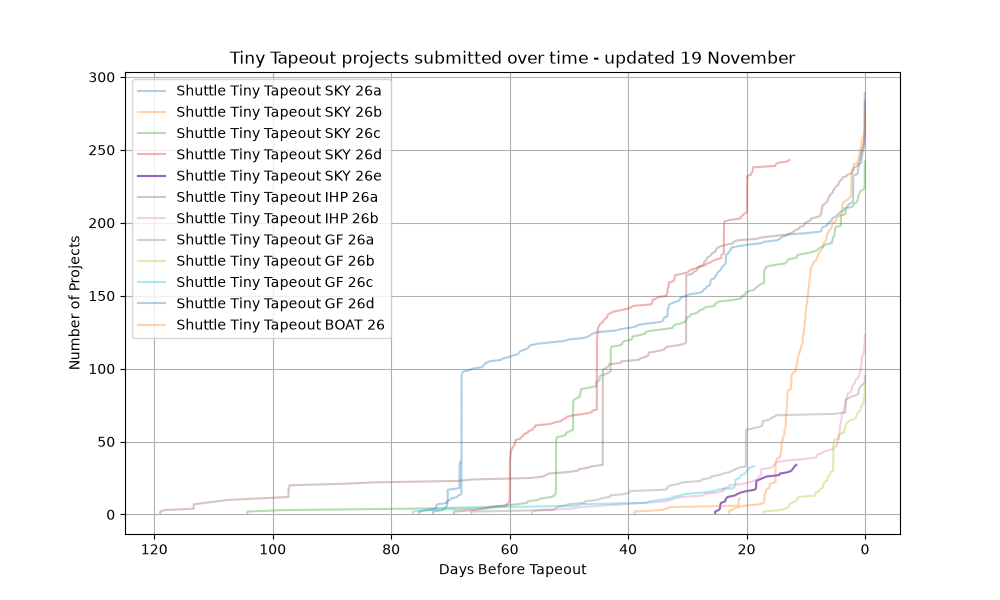 Tiny Tapeout projects submitted over time - updated 19 November
300
250
200
150
100
50
0
Number of Projects
Shuttle Tiny Tapeout SKY 26a
Shuttle Tiny Tapeout SKY 26b
Shuttle Tiny Tapeout SKY 26c
Shuttle Tiny Tapeout SKY 26d
Shuttle Tiny Tapeout SKY 26e
Shuttle Tiny Tapeout IHP 26a
Shuttle Tiny Tapeout IHP 26b
Shuttle Tiny Tapeout GF 26a
Shuttle Tiny Tapeout GF 26b
Shuttle Tiny Tapeout GF 26c
Shuttle Tiny Tapeout GF 26d
Shuttle Tiny Tapeout BOAT 26
120 100 80 60 40 20 0
Days Before Tapeout